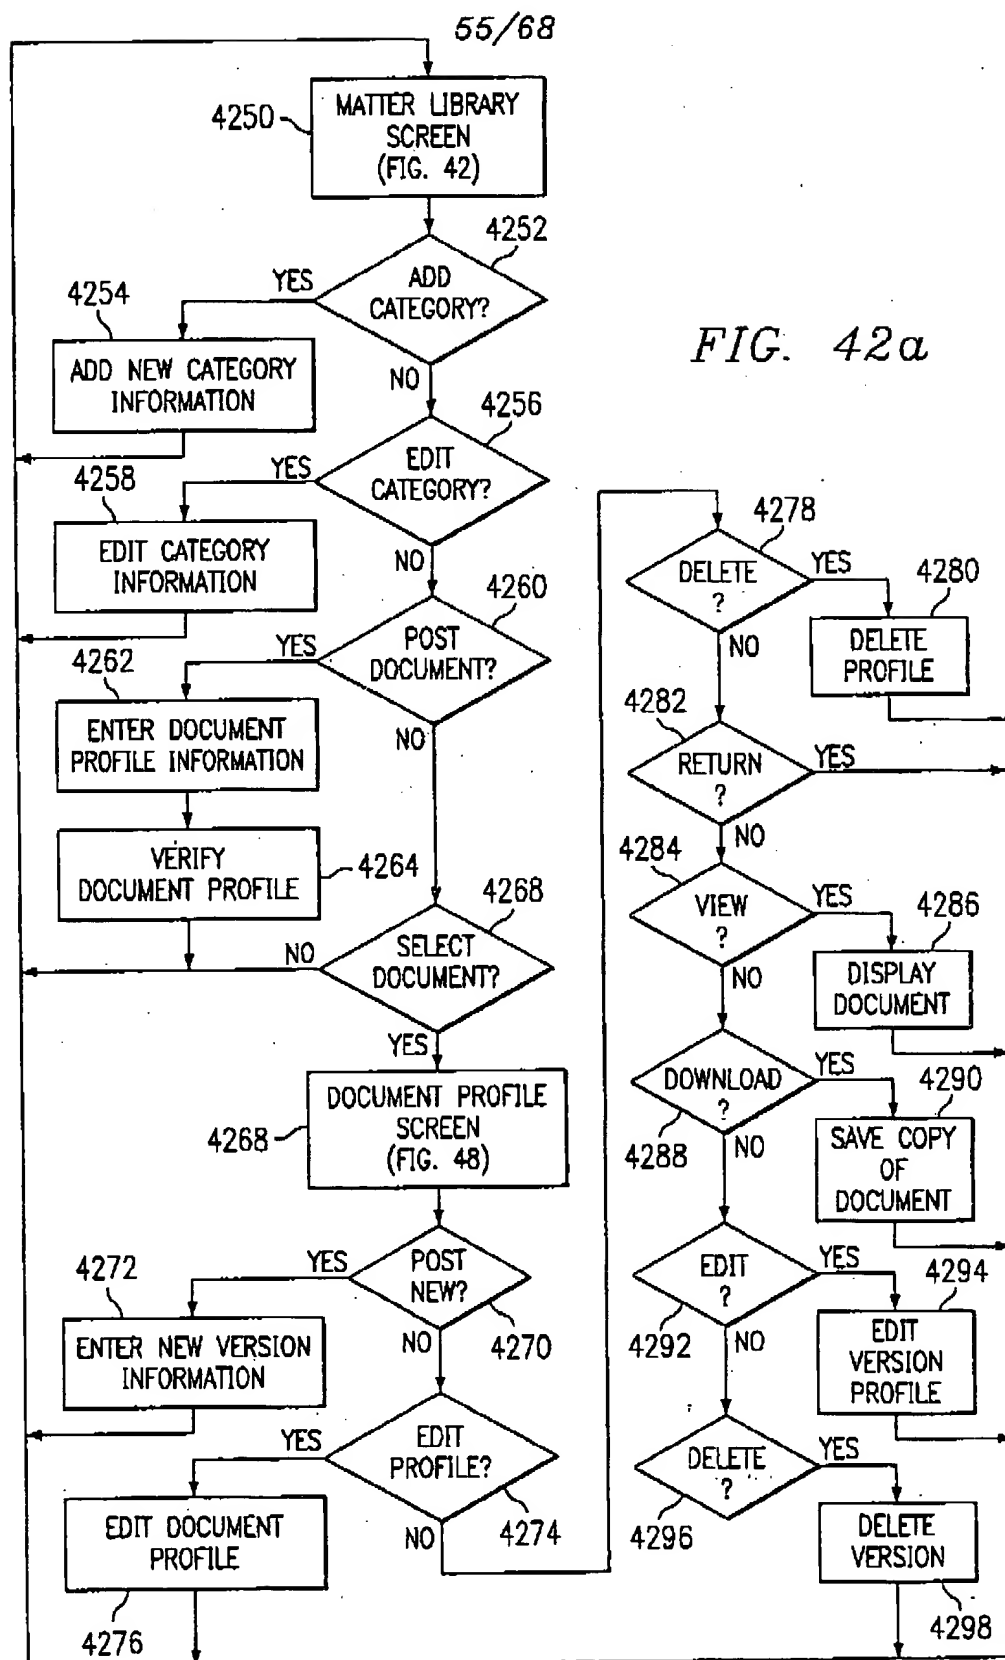 55/68
4250
MATTER LIBRARY
SCREEN
(FIG. 42)
4252
ADD
CATEGORY?
YES
NO
4254
ADD NEW CATEGORY
INFORMATION
FIG. 42a
4256
EDIT
CATEGORY?
YES
NO
4258
EDIT CATEGORY
INFORMATION
4260
POST
DOCUMENT?
YES
NO
4262
ENTER DOCUMENT
PROFILE INFORMATION
VERIFY
DOCUMENT PROFILE
4264
4268
SELECT
DOCUMENT?
NO
YES
4268
DOCUMENT PROFILE
SCREEN
(FIG. 48)
POST
NEW?
YES
NO
4270
4272
ENTER NEW VERSION
INFORMATION
EDIT
PROFILE?
YES
NO
4274
EDIT DOCUMENT
PROFILE
4276
4278
DELETE
?
YES
NO
4280
DELETE
PROFILE
4282
RETURN
?
YES
NO
4284
VIEW
?
YES
NO
4286
DISPLAY
DOCUMENT
DOWNLOAD
?
YES
NO
4288
4290
SAVE COPY
OF
DOCUMENT
EDIT
?
YES
NO
4292
4294
EDIT
VERSION
PROFILE
DELETE
?
YES
4296
DELETE
VERSION
4298